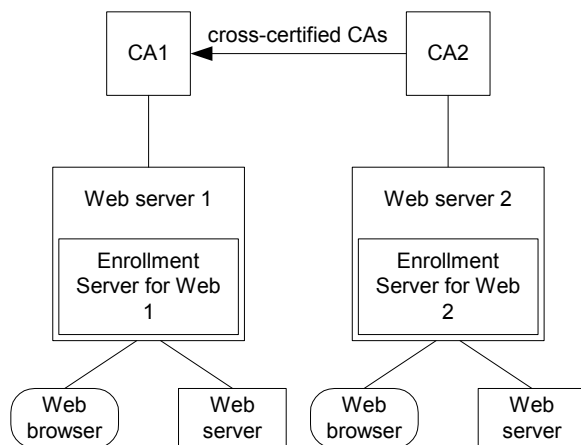 cross-certified CAs
CA1
CA2
Web server 1
Web server 2
Enrollment
Server for Web
1
Enrollment
Server for Web
2
Web
browser
Web
server
Web
browser
Web
server